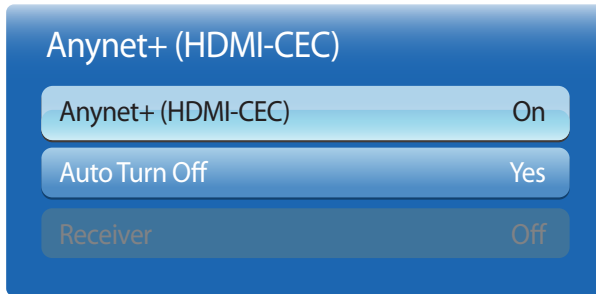 Anynet+ (HDMI-CEC)
Anynet+ (HDMI-CEC) On
Auto Turn Off Yes
Receiver Off